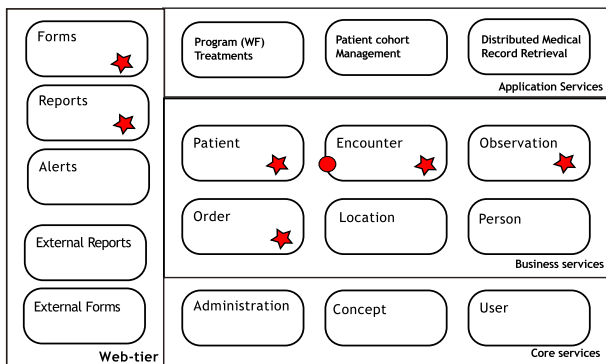 Forms
Reports
Alerts
External Reports
External Forms
Web-tier
Program (WF)
Treatments
Patient cohort
Management
Distributed Medical
Record Retrieval
Application Services
Patient
Encounter
Observation
Order
Location
Person
Business services
Administration
Concept
User
Core services